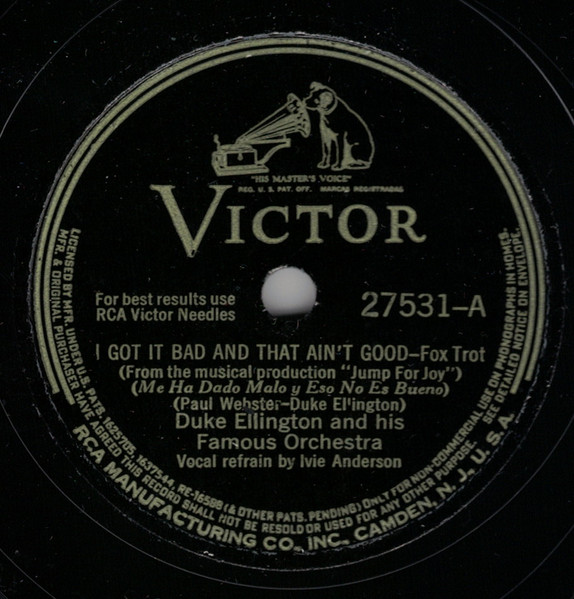 "HIS MASTER'S VOICE"
REG. U. S. PAT. OFF. MARCAS REGISTRADAS
VICTOR
For best results use
RCA Victor Needles
27531-A
I GOT IT BAD AND THAT AIN'T GOOD–Fox Trot
(From the musical production "Jump For Joy")
(Me Ha Dado Malo y Eso No Es Bueno)
(Paul Webster–Duke Ellington)
Duke Ellington and his
Famous Orchestra
Vocal refrain by Ivie Anderson
LICENSED BY MFR. UNDER U.S. PATS. 1625705, 1637544, RE-16588 (& OTHER PATS. PENDING) ONLY FOR NON-COMMERCIAL USE ON PHONOGRAPHS IN HOMES.
MFR. & ORIGINAL PURCHASER HAVE AGREED THIS RECORD SHALL NOT BE RESOLD OR USED FOR ANY OTHER PURPOSE. SEE DETAILED NOTICE ON ENVELOPE.
RCA MANUFACTURING CO., INC. CAMDEN, N. J., U. S. A.